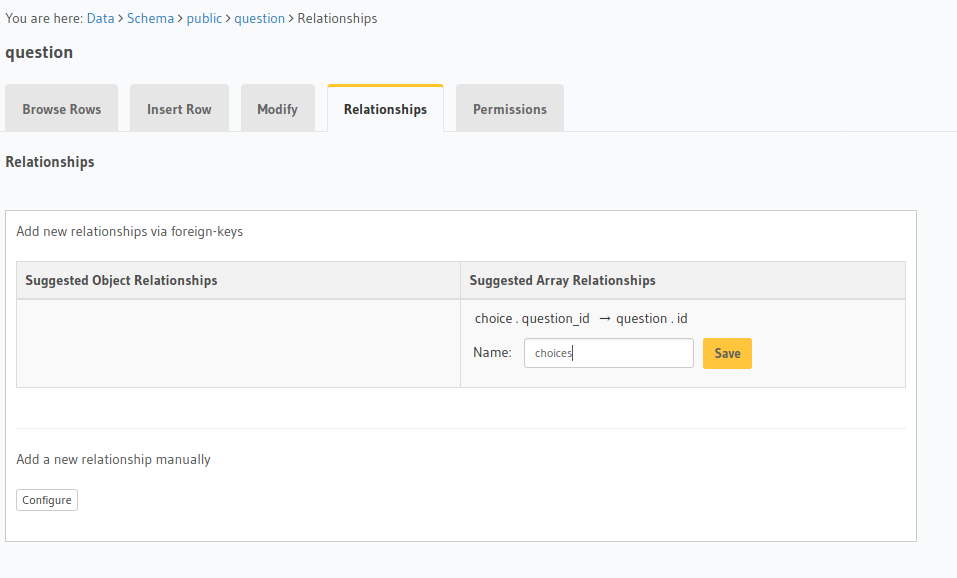 You are here: Data > Schema > public > question > Relationships
question
Browse Rows Insert Row Modify Relationships Permissions
Relationships
Add new relationships via foreign-keys
Suggested Object Relationships Suggested Array Relationships
choice . question_id → question . id
Name: choices Save
Add a new relationship manually
Configure